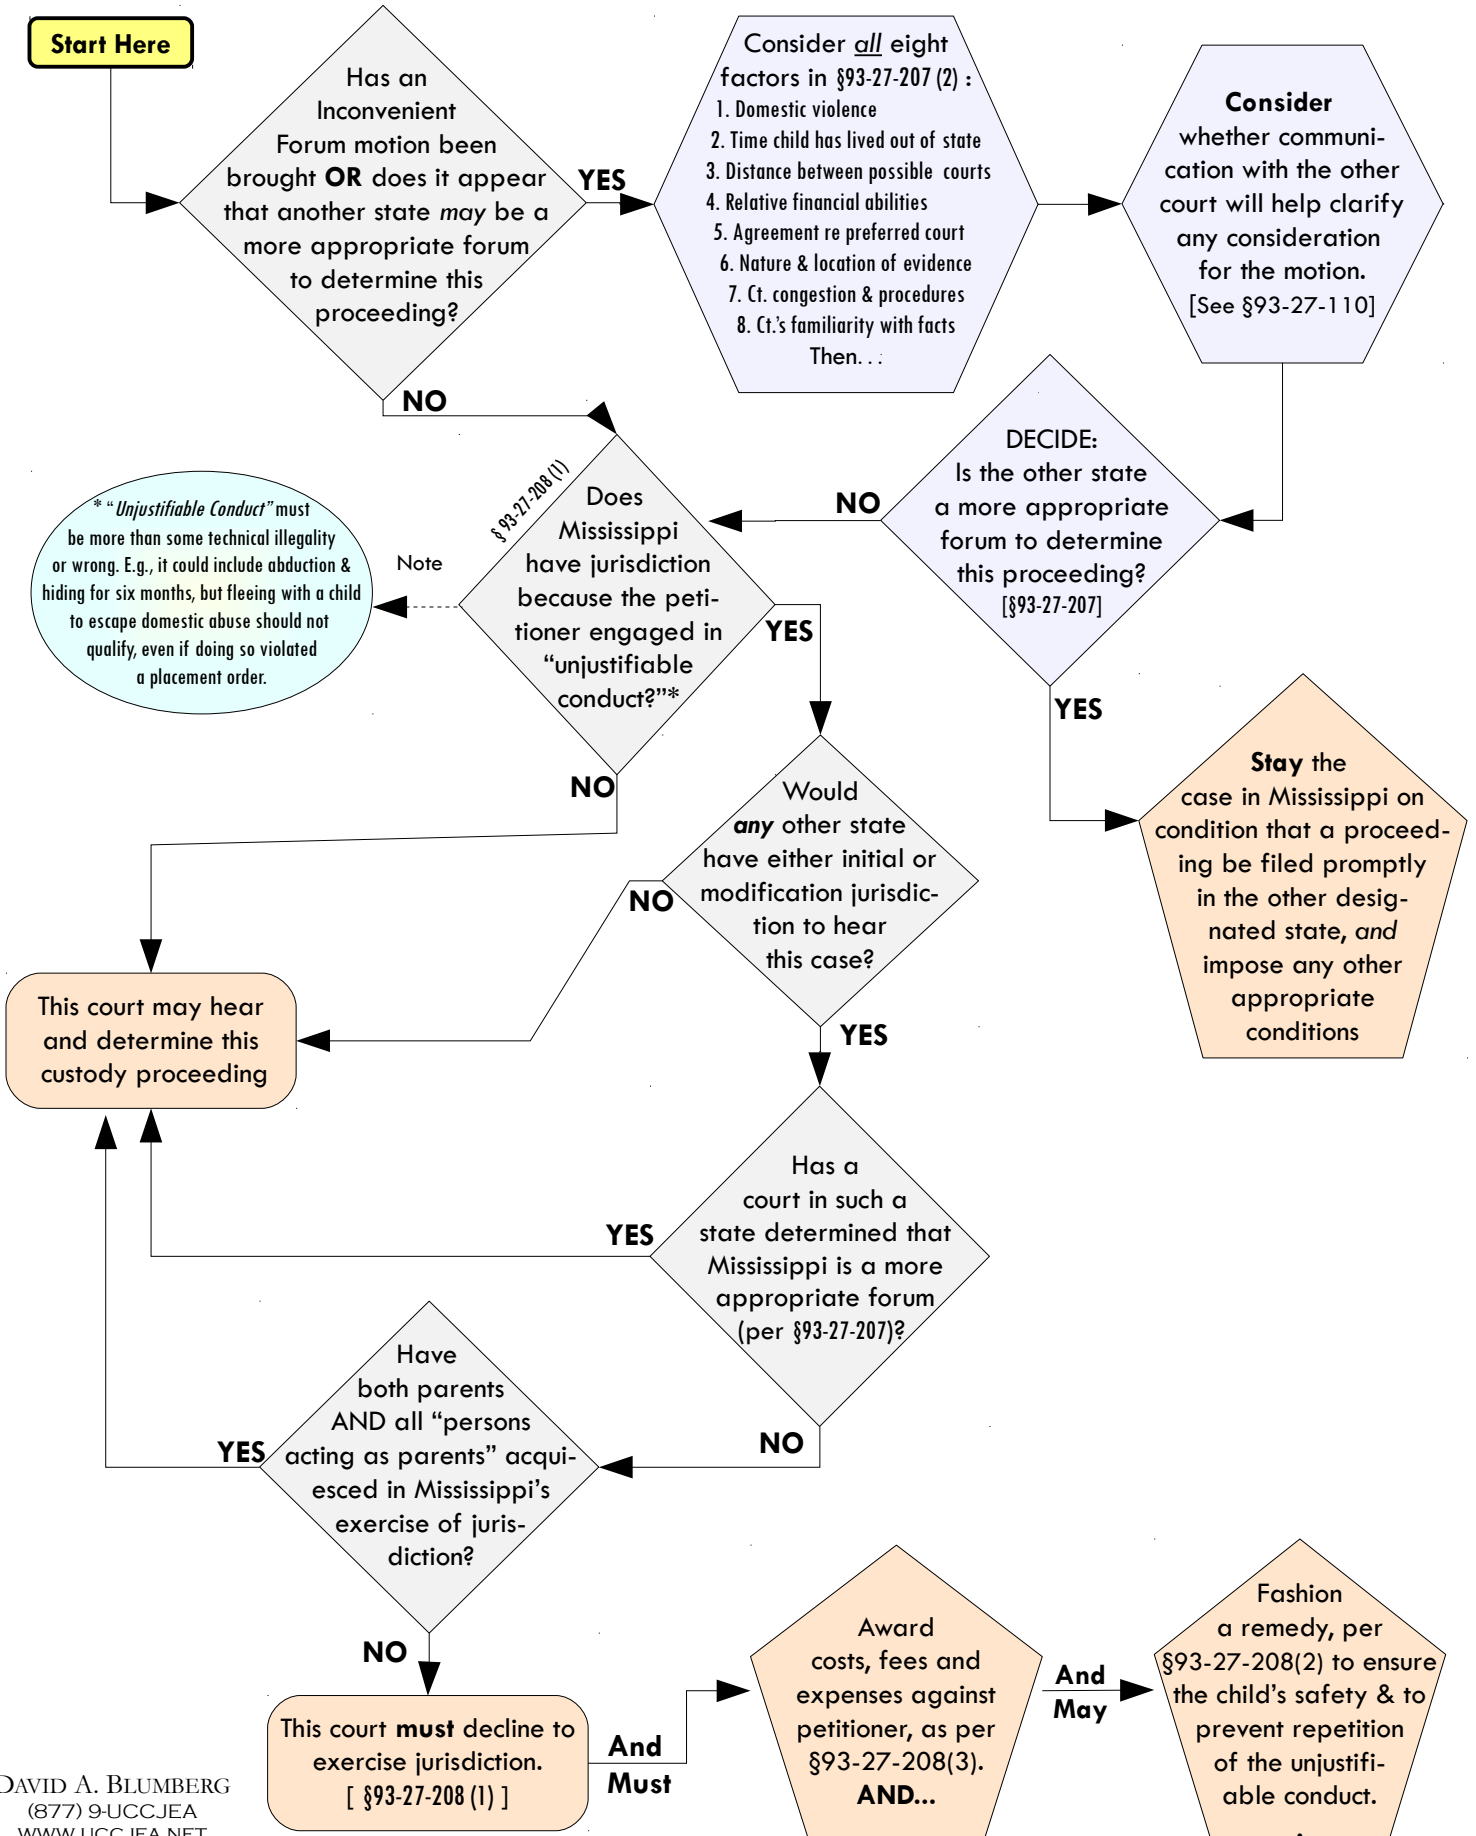 Start Here
Has an
Inconvenient
Forum motion been
brought OR does it appear
that another state may be a
more appropriate forum
to determine this
proceeding?
YES
NO
Consider all eight
factors in §93-27-207 (2) :
1. Domestic violence
2. Time child has lived out of state
3. Distance between possible courts
4. Relative financial abilities
5. Agreement re preferred court
6. Nature & location of evidence
7. Ct. congestion & procedures
8. Ct.'s familiarity with facts
Then. . .
Consider
whether communi-
cation with the other
court will help clarify
any consideration
for the motion.
[See §93-27-110]
DECIDE:
Is the other state
a more appropriate
forum to determine
this proceeding?
[§93-27-207]
NO
YES
§ 93-27-208 (1)
Does
Mississippi
have jurisdiction
because the peti-
tioner engaged in
“unjustifiable
conduct?”*
Note
* “Unjustifiable Conduct” must
be more than some technical illegality
or wrong. E.g., it could include abduction &
hiding for six months, but fleeing with a child
to escape domestic abuse should not
qualify, even if doing so violated
a placement order.
YES
NO
Stay the
case in Mississippi on
condition that a proceed-
ing be filed promptly
in the other desig-
nated state, and
impose any other
appropriate
conditions
Would
any other state
have either initial or
modification jurisdic-
tion to hear
this case?
NO
YES
This court may hear
and determine this
custody proceeding
Has a
court in such a
state determined that
Mississippi is a more
appropriate forum
(per §93-27-207)?
YES
NO
Have
both parents
AND all “persons
acting as parents” acqui-
esced in Mississippi's
exercise of juris-
diction?
YES
NO
This court must decline to
exercise jurisdiction.
[ §93-27-208 (1) ]
And
Must
Award
costs, fees and
expenses against
petitioner, as per
§93-27-208(3).
AND...
And
May
Fashion
a remedy, per
§93-27-208(2) to ensure
the child's safety & to
prevent repetition
of the unjustifi-
able conduct.
DAVID A. BLUMBERG
(877) 9-UCCJEA
WWW.UCCJEA.NET